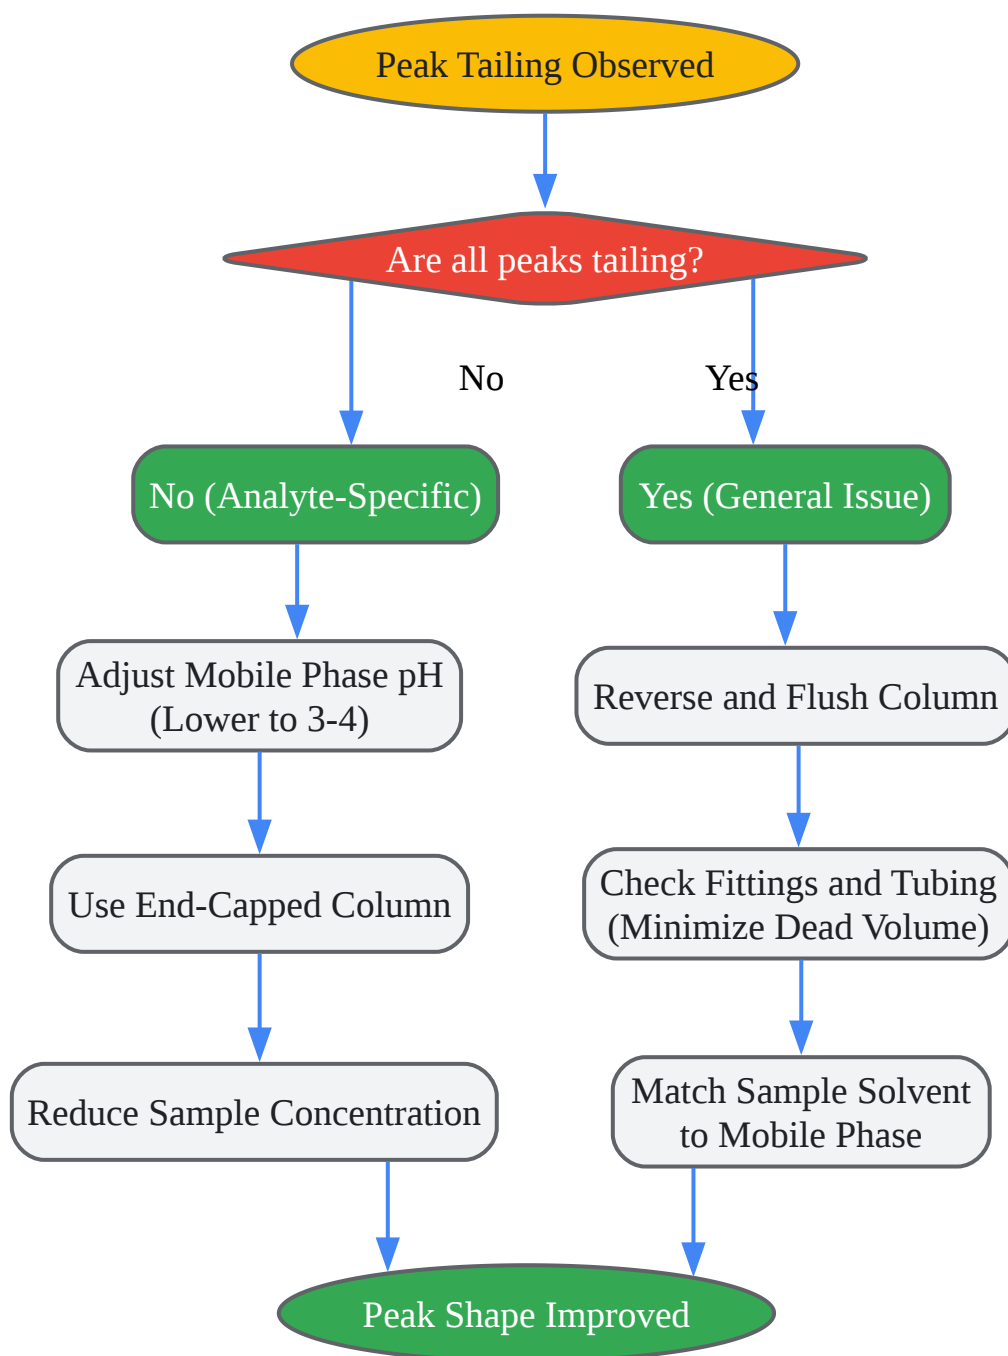 Peak Tailing Observed
Are all peaks tailing?
No
Yes
No (Analyte-Specific)
Yes (General Issue)
Adjust Mobile Phase pH
(Lower to 3-4)
Reverse and Flush Column
Use End-Capped Column
Check Fittings and Tubing
(Minimize Dead Volume)
Reduce Sample Concentration
Match Sample Solvent
to Mobile Phase
Peak Shape Improved